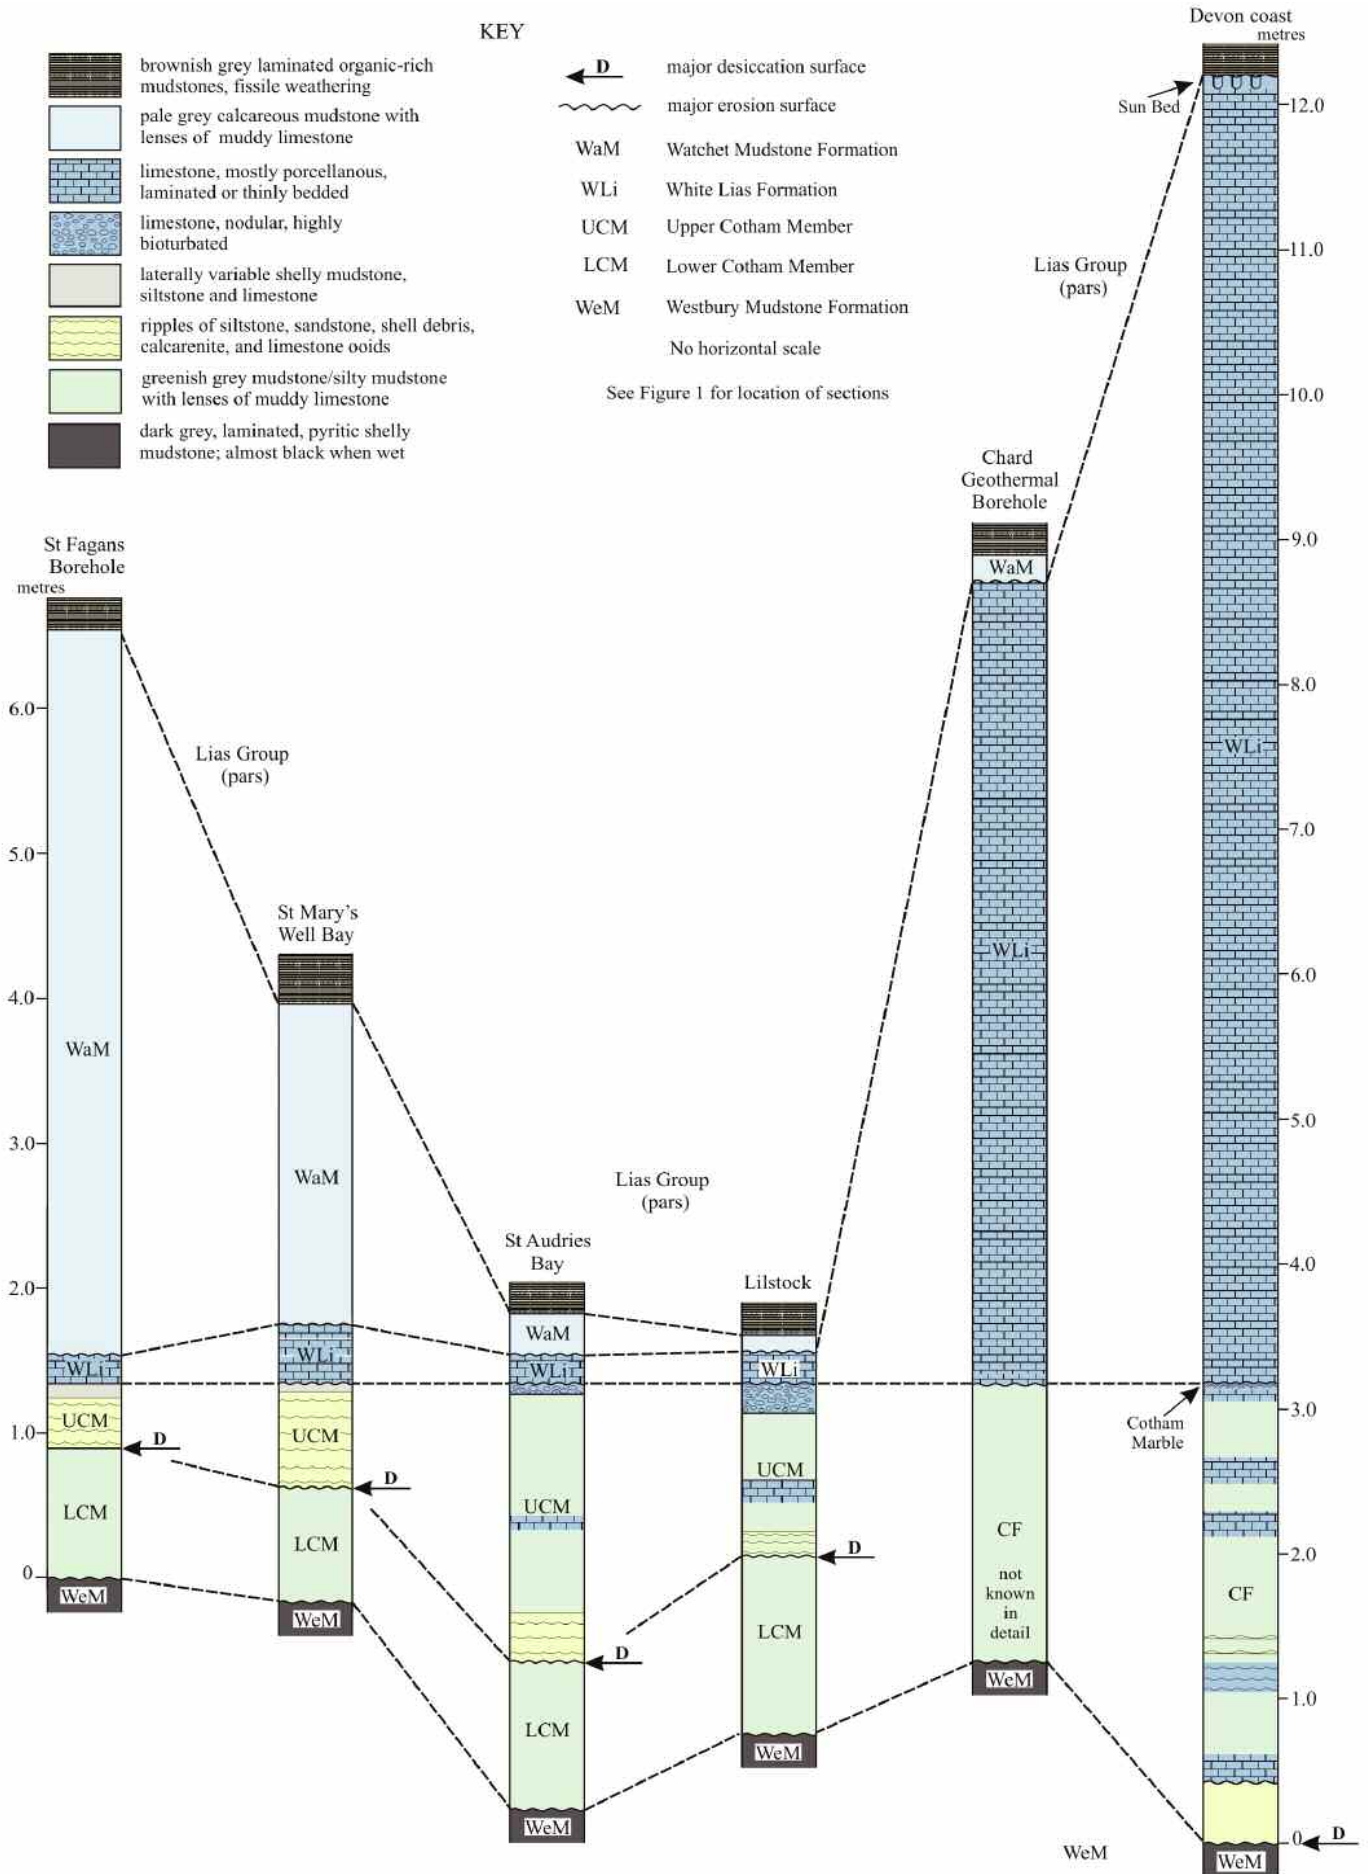 KEY
brownish grey laminated organic-rich
mudstones, fissile weathering
pale grey calcareous mudstone with
lenses of muddy limestone
limestone, mostly porcellanous,
laminated or thinly bedded
limestone, nodular, highly
bioturbated
laterally variable shelly mudstone,
siltstone and limestone
ripples of siltstone, sandstone, shell debris,
calcarenite, and limestone ooids
greenish grey mudstone/silty mudstone
with lenses of muddy limestone
dark grey, laminated, pyritic shelly
mudstone; almost black when wet
D major desiccation surface
major erosion surface
WaM Watchet Mudstone Formation
WLi White Lias Formation
UCM Upper Cotham Member
LCM Lower Cotham Member
WeM Westbury Mudstone Formation
No horizontal scale
See Figure 1 for location of sections
St Fagans
Borehole
metres
6.0
5.0
4.0
3.0
2.0
1.0
0
WaM
WLi
UCM
D
LCM
WeM
Lias Group
(pars)
St Mary's
Well Bay
WaM
WLi
UCM
D
LCM
WeM
St Audries
Bay
WaM
WLi
UCM
D
LCM
WeM
Lias Group
(pars)
Lilstock
WLi
UCM
D
LCM
WeM
Chard
Geothermal
Borehole
WaM
WLi
CF
not
known
in
detail
WeM
Lias Group
(pars)
Devon coast
metres
Sun Bed
12.0
11.0
10.0
9.0
8.0
WLi
7.0
6.0
5.0
4.0
3.0
Cotham
Marble
2.0
CF
1.0
0
D
WeM
WeM